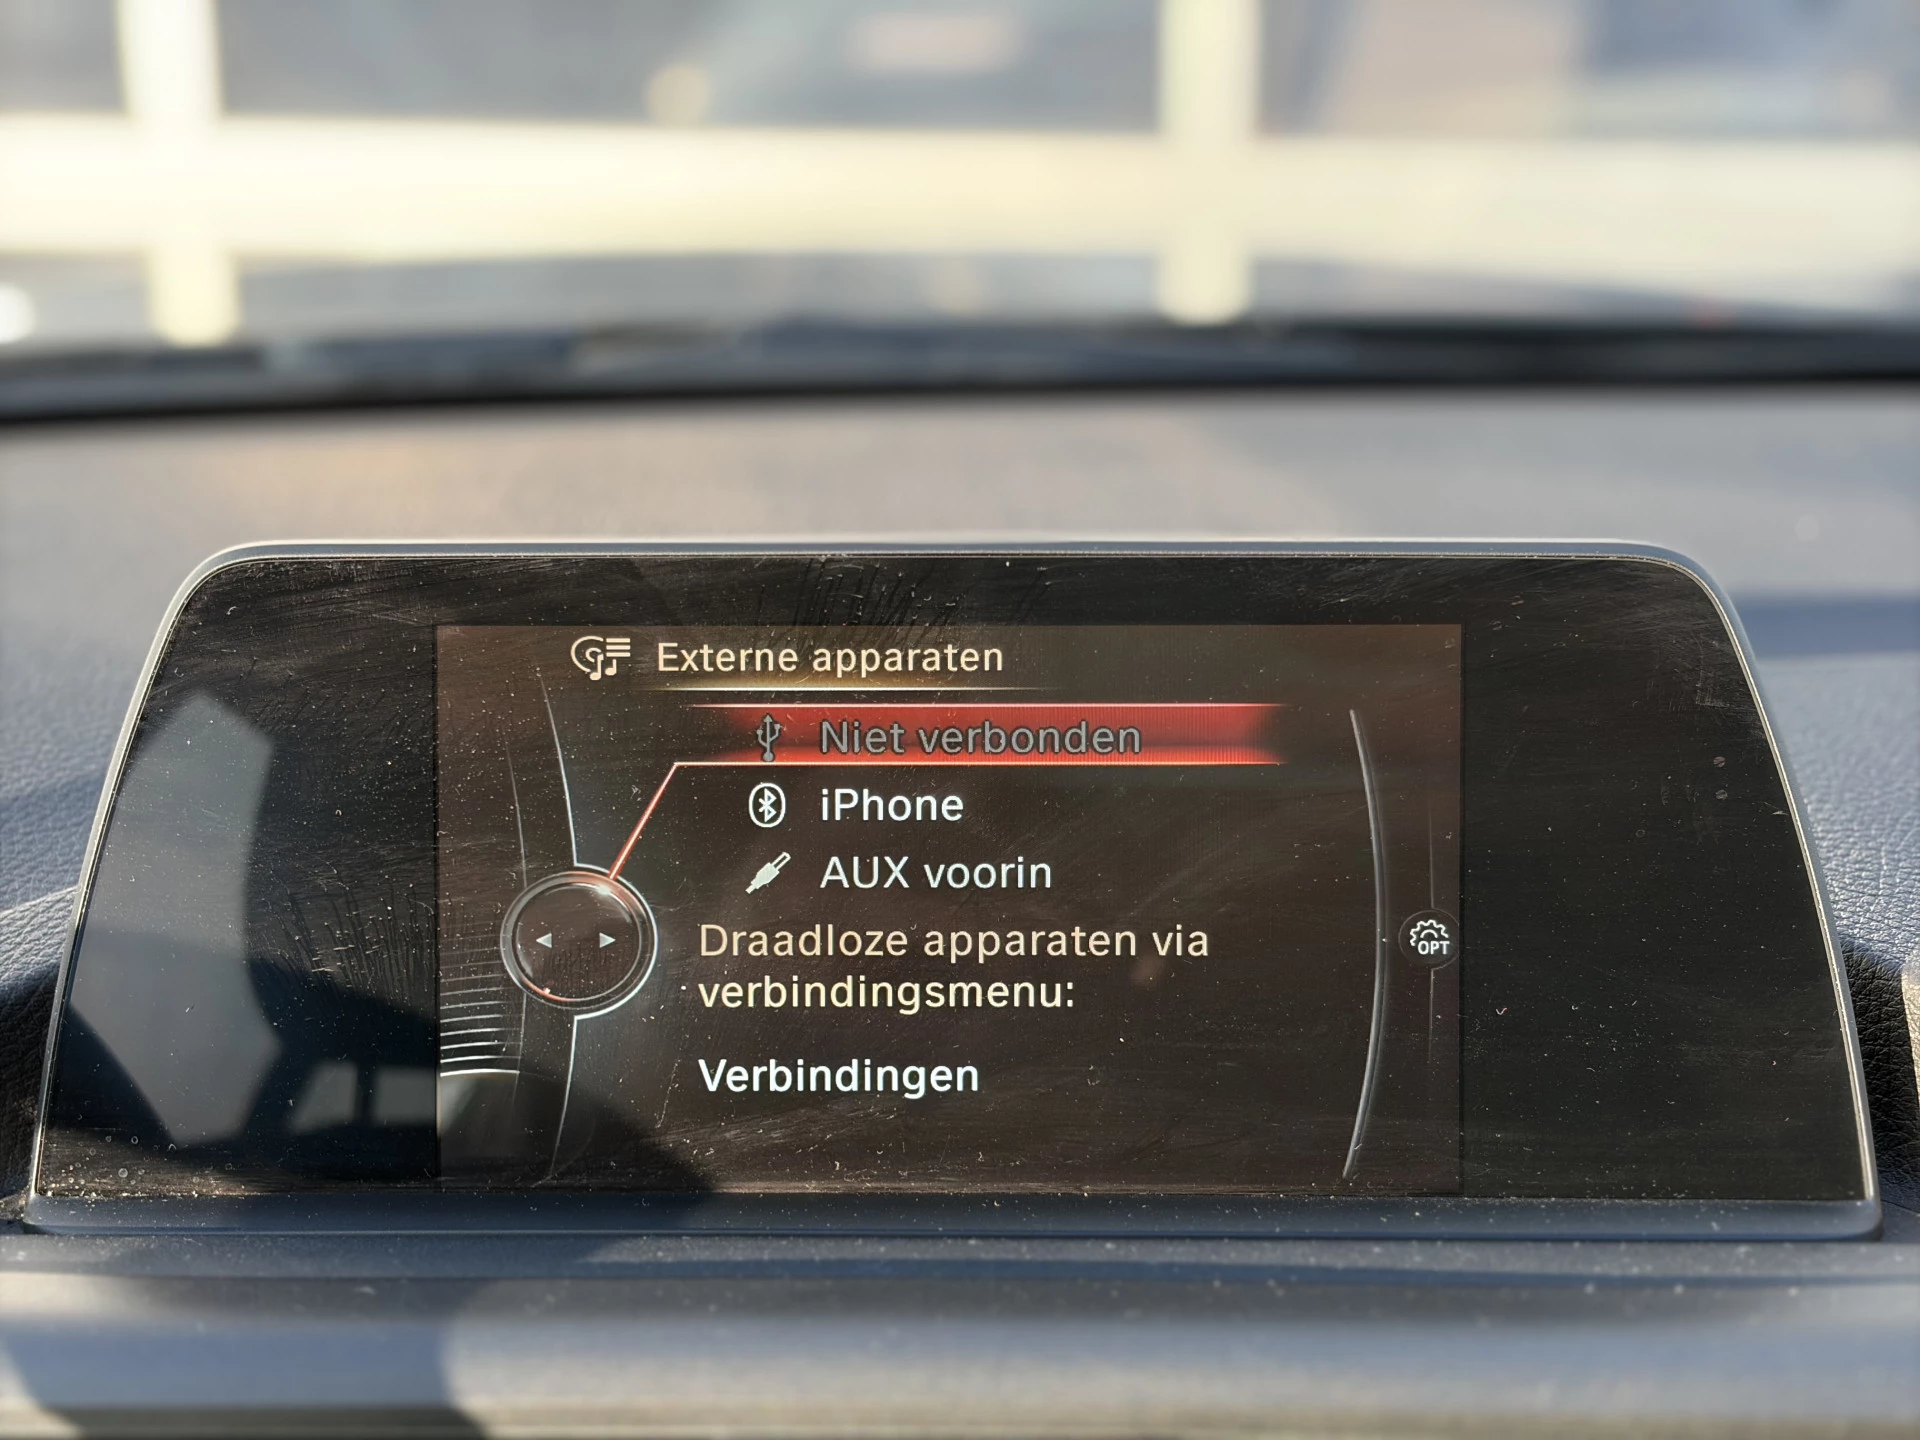 Externe apparaten
Niet verbonden
iPhone
AUX voorin
Draadloze apparaten via
verbindingsmenu:
OPT
Verbindingen